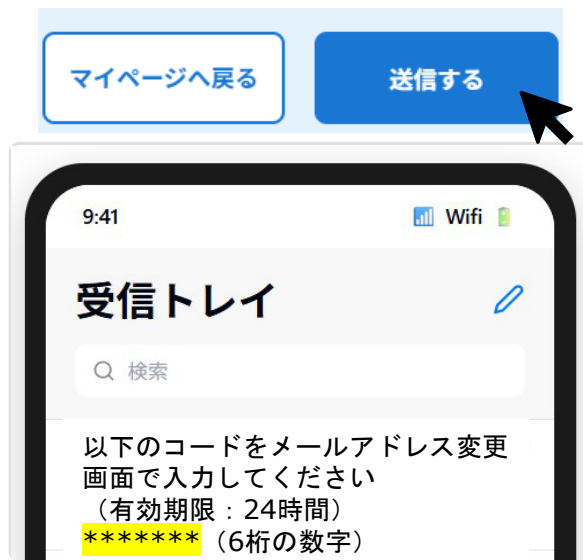 マイページへ戻る
送信する
9:41
Wifi
受信トレイ
検索
以下のコードをメールアドレス変更
画面で入力してください
（有効期限：24時間）
*******（6桁の数字）